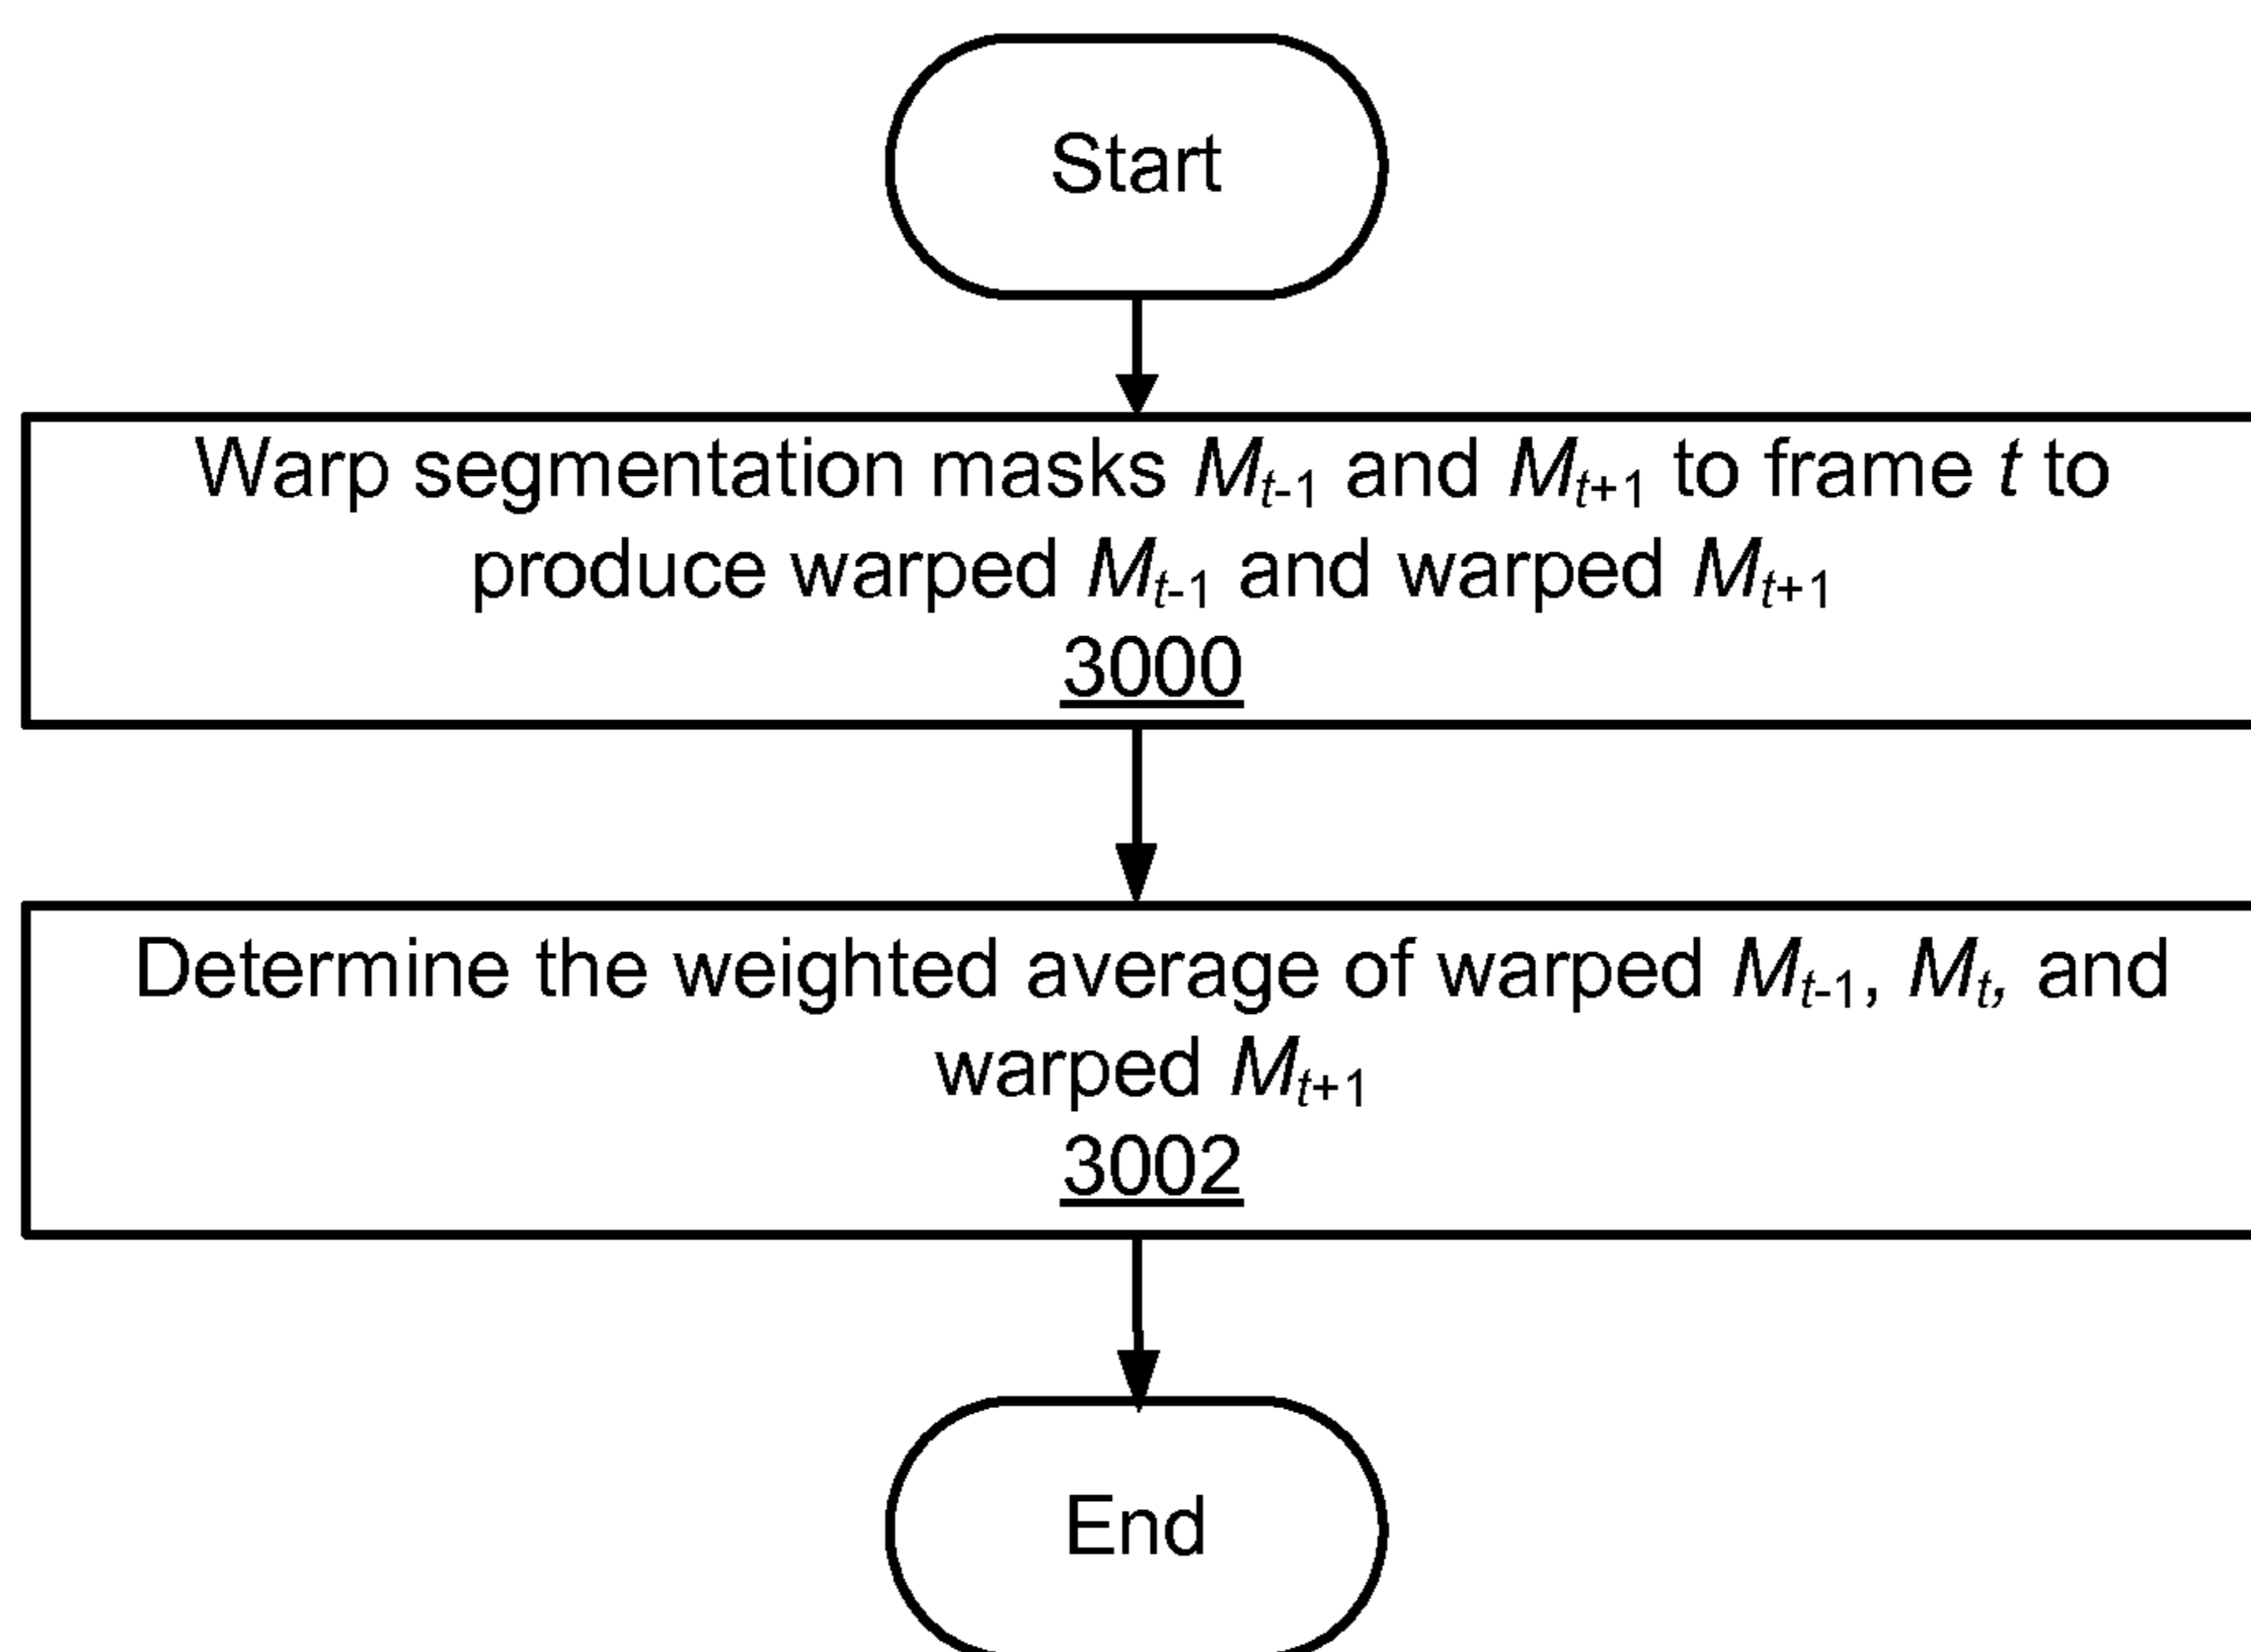 Start
Warp segmentation masks Mt-1 and Mt+1 to frame t to
produce warped Mt-1 and warped Mt+1
3000
Determine the weighted average of warped Mt-1, Mt, and
warped Mt+1
3002
End